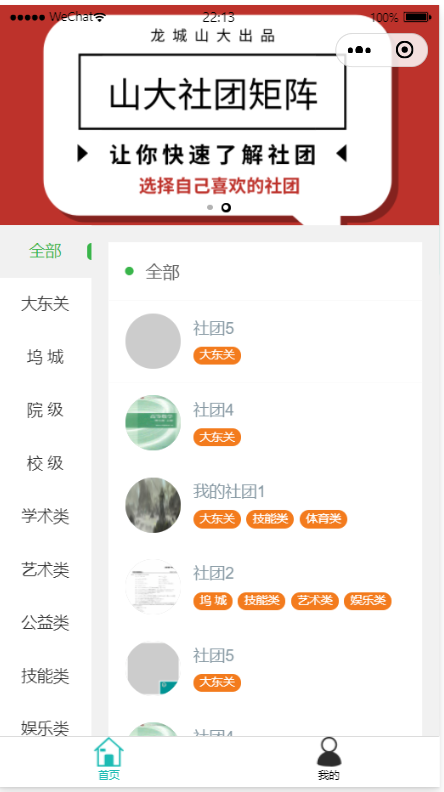 WeChat 22:13 100%
龙城山大出品
山大社团矩阵
让你快速了解社团
选择自己喜欢的社团
全部
大东关
坞 城
院 级
校 级
学术类
艺术类
公益类
技能类
娱乐类
全部
社团5
大东关
社团4
大东关
我的社团1
大东关 技能类 体育类
社团2
坞 城 技能类 艺术类 娱乐类
社团5
大东关
社团4
首页 我的